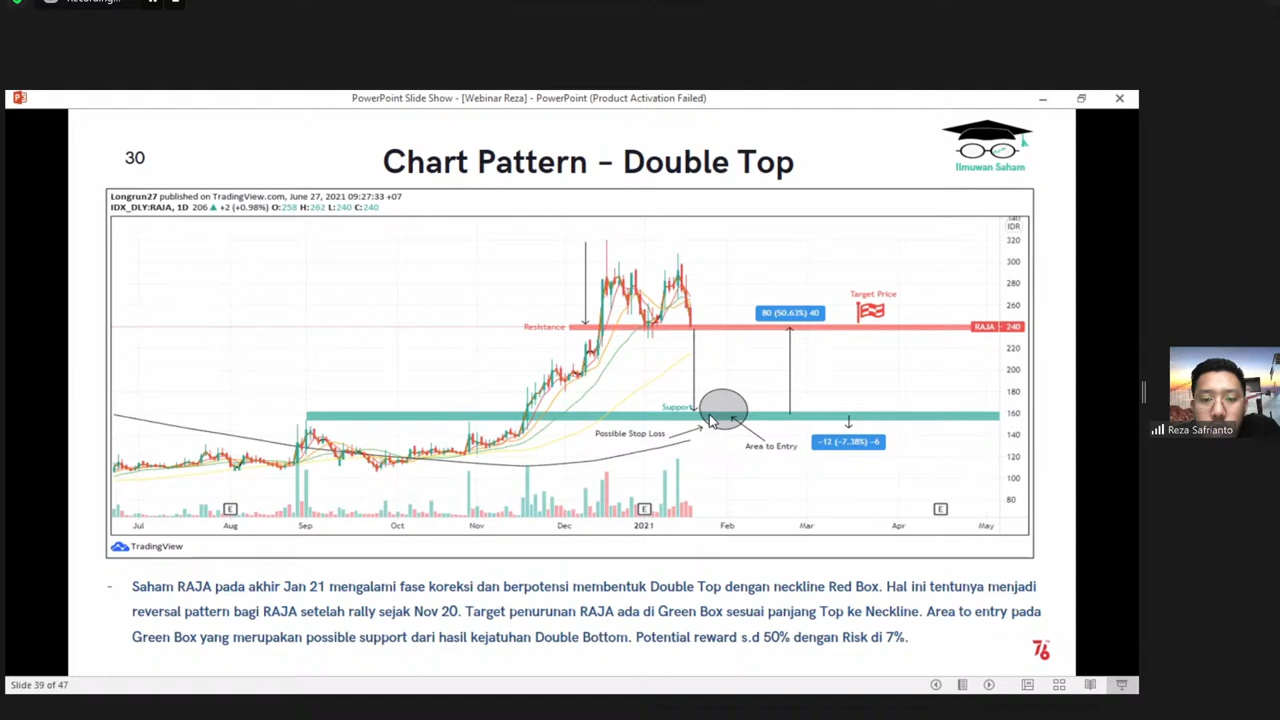 Recording...
PowerPoint Slide Show - [Webinar Reza] - PowerPoint (Product Activation Failed)
30
Chart Pattern – Double Top
Ilmuwan Saham
Longrun27 published on TradingView.com, June 27, 2021 09:27:33 +07
IDX_DLY:RAJA, 1D 206 ▲ +2 (+0.98%) O:258 H:262 L:240 C:240
340
IDR
320
300
280
260
RAJA - 240
220
200
180
160
140
120
100
80
Target Price
80 (50.63%) 40
Resistance
Support
Possible Stop Loss
Area to Entry
−12 (−7.38%) −6
E E E
Jul Aug Sep Oct Nov Dec 2021 Feb Mar Apr May
TradingView
- Saham RAJA pada akhir Jan 21 mengalami fase koreksi dan berpotensi membentuk Double Top dengan neckline Red Box. Hal ini tentunya menjadi
reversal pattern bagi RAJA setelah rally sejak Nov 20. Target penurunan RAJA ada di Green Box sesuai panjang Top ke Neckline. Area to entry pada
Green Box yang merupakan possible support dari hasil kejatuhan Double Bottom. Potential reward s.d 50% dengan Risk di 7%.
76
Slide 39 of 47
Reza Safrianto